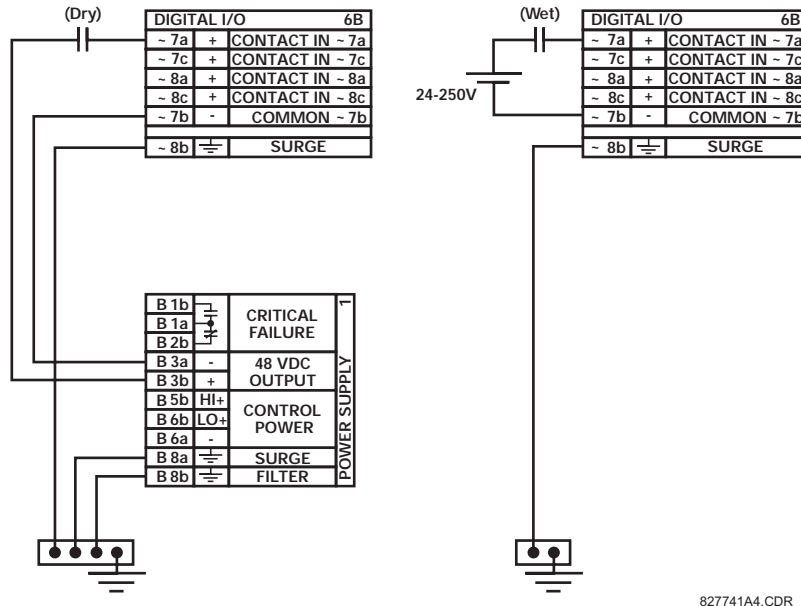 (Dry)
DIGITAL I/O 6B
~ 7a + CONTACT IN ~ 7a
~ 7c + CONTACT IN ~ 7c
~ 8a + CONTACT IN ~ 8a
~ 8c + CONTACT IN ~ 8c
~ 7b - COMMON ~ 7b
~ 8b SURGE
B 1b
B 1a
B 2b
CRITICAL
FAILURE
B 3a -
B 3b +
48 VDC
OUTPUT
B 5b HI+
B 6b LO+
B 6a -
CONTROL
POWER
B 8a SURGE
B 8b FILTER
POWER SUPPLY 1
(Wet)
24-250V
DIGITAL I/O 6B
~ 7a + CONTACT IN ~ 7a
~ 7c + CONTACT IN ~ 7c
~ 8a + CONTACT IN ~ 8a
~ 8c + CONTACT IN ~ 8c
~ 7b - COMMON ~ 7b
~ 8b SURGE
827741A4.CDR